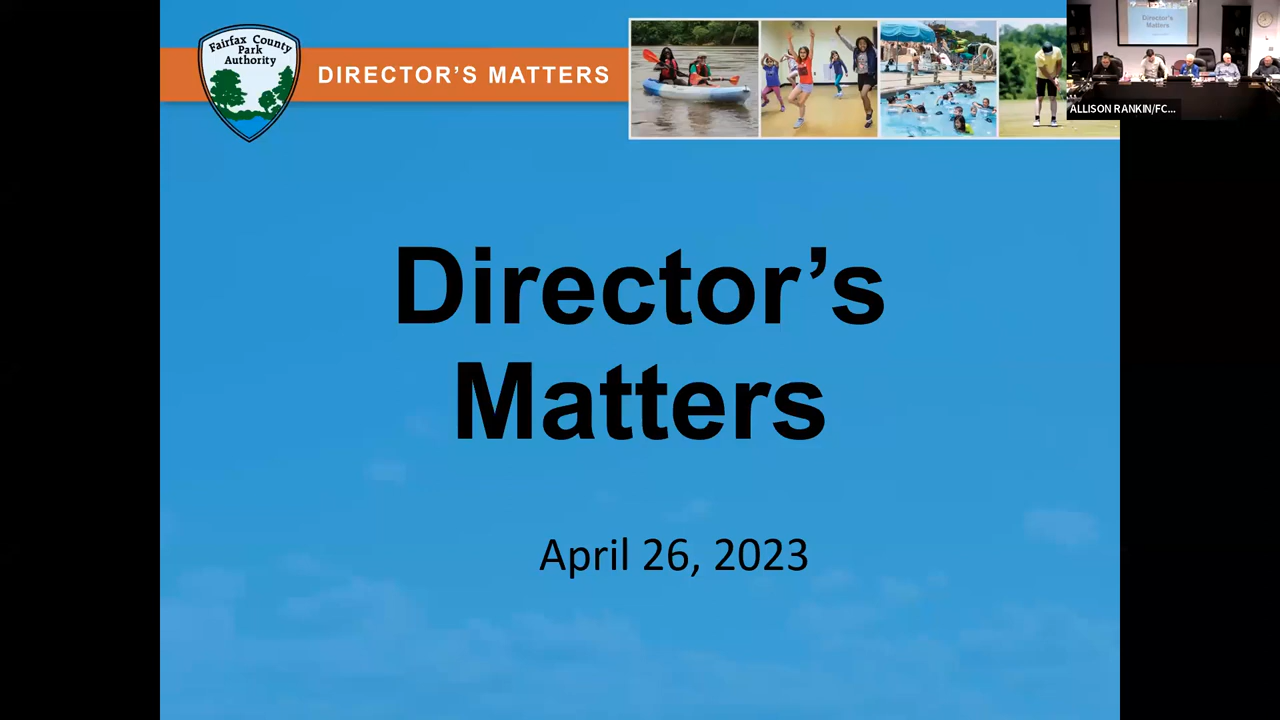 Fairfax County
Park
Authority
DIRECTOR'S MATTERS
Director's
Matters
ALLISON RANKIN/FC...
Director's
Matters
April 26, 2023